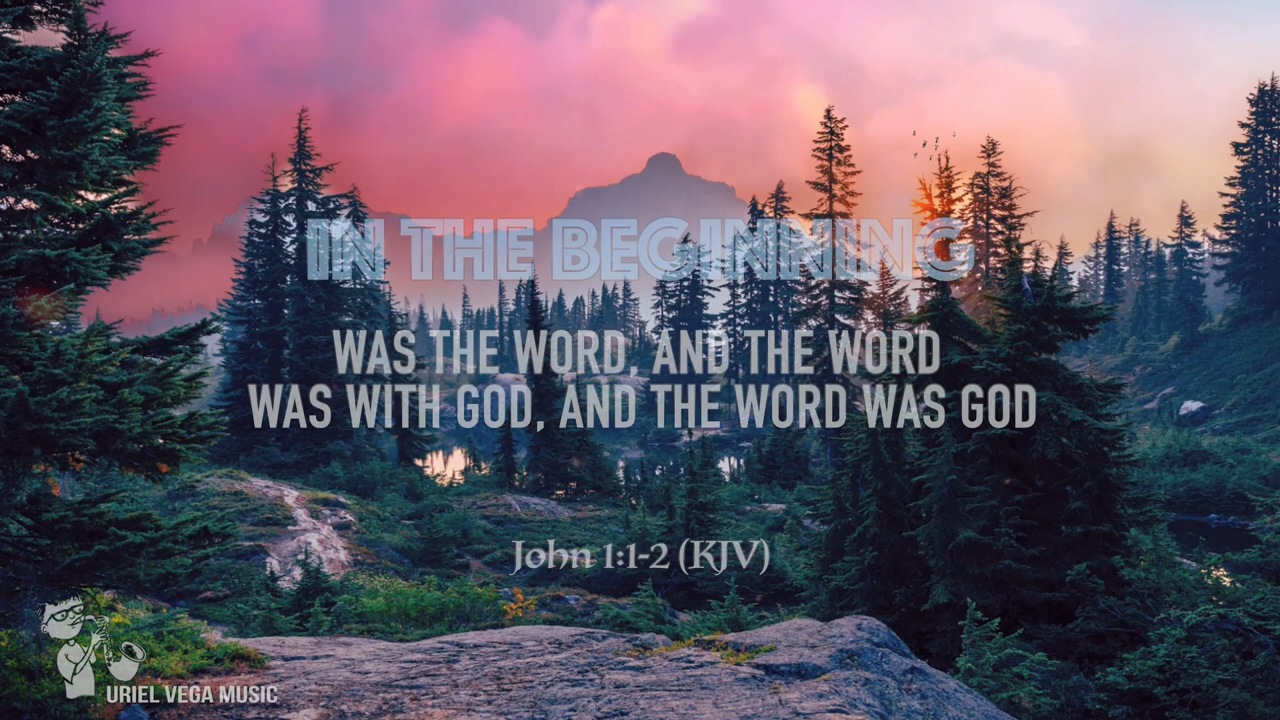 IN THE BEGINNING
WAS THE WORD, AND THE WORD
WAS WITH GOD, AND THE WORD WAS GOD
John 1:1-2 (KJV)
URIEL VEGA MUSIC